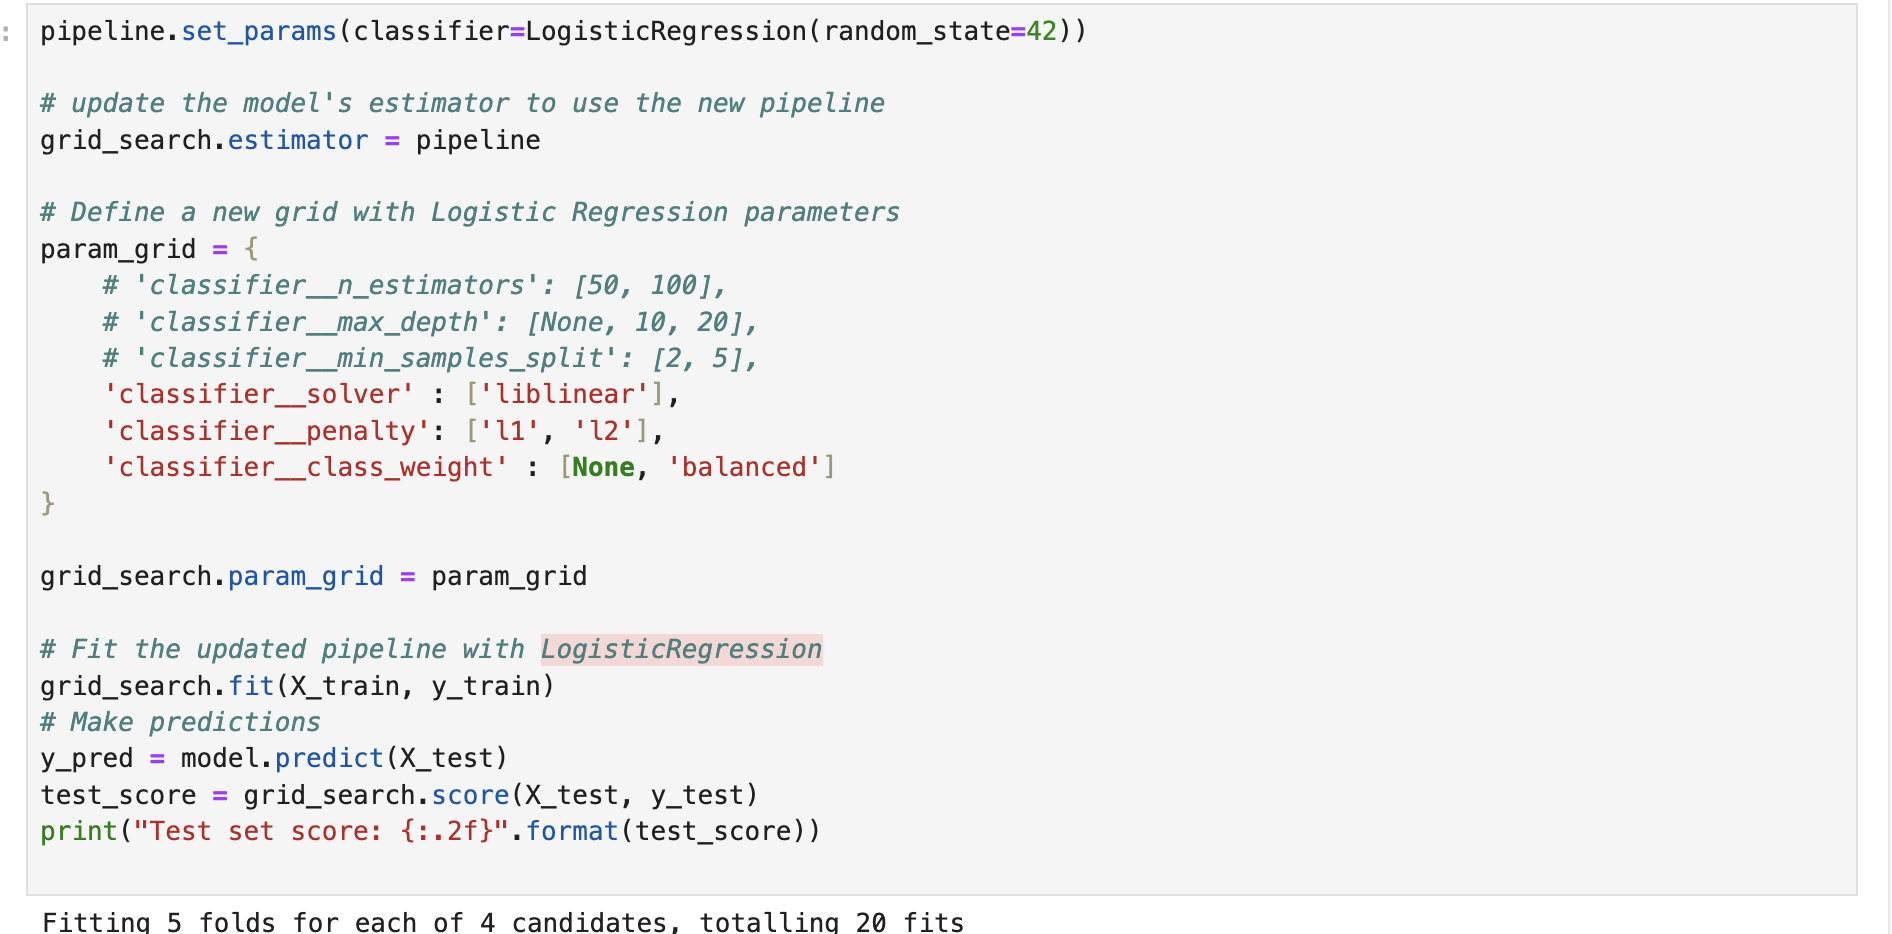 :
pipeline.set_params(classifier=LogisticRegression(random_state=42))
# update the model's estimator to use the new pipeline
grid_search.estimator = pipeline
# Define a new grid with Logistic Regression parameters
param_grid = {
    # 'classifier__n_estimators': [50, 100],
    # 'classifier__max_depth': [None, 10, 20],
    # 'classifier__min_samples_split': [2, 5],
    'classifier__solver' : ['liblinear'],
    'classifier__penalty': ['l1', 'l2'],
    'classifier__class_weight' : [None, 'balanced']
}
grid_search.param_grid = param_grid
# Fit the updated pipeline with LogisticRegression
grid_search.fit(X_train, y_train)
# Make predictions
y_pred = model.predict(X_test)
test_score = grid_search.score(X_test, y_test)
print("Test set score: {:.2f}".format(test_score))
Fitting 5 folds for each of 4 candidates, totalling 20 fits